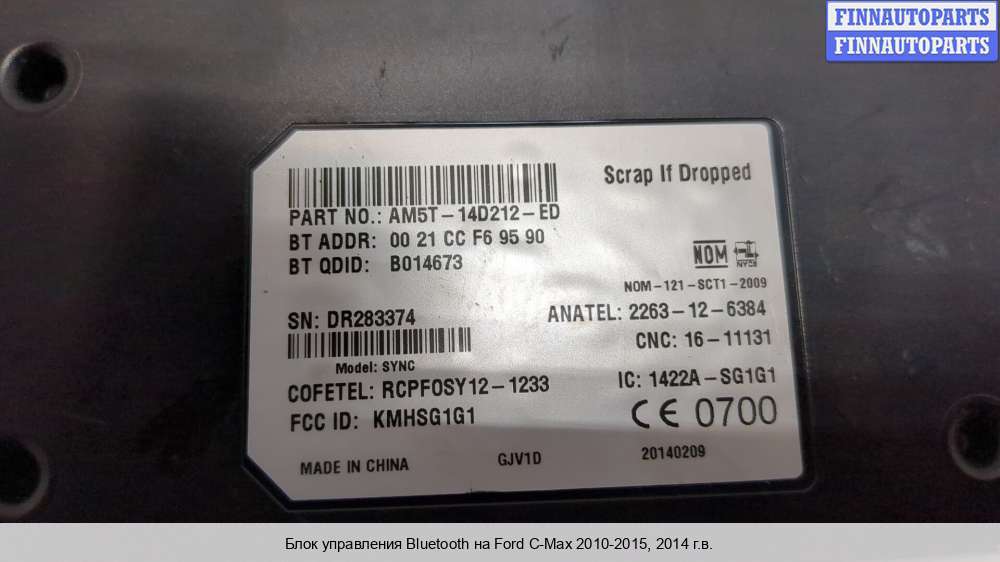 FINNAUTOPARTS
FINNAUTOPARTS
Scrap If Dropped
PART NO.: AM5T-14D212-ED
BT ADDR: 00 21 CC F6 95 90
BT QDID: B014673
NOM
NYCE
NOM-121-SCT1-2009
SN: DR283374
ANATEL: 2263-12-6384
CNC: 16-11131
Model: SYNC
COFETEL: RCPFOSY12-1233
IC: 1422A-SG1G1
FCC ID: KMHSG1G1
CE 0700
MADE IN CHINA
GJV1D
20140209
Блок управления Bluetooth на Ford C-Max 2010-2015, 2014 г.в.